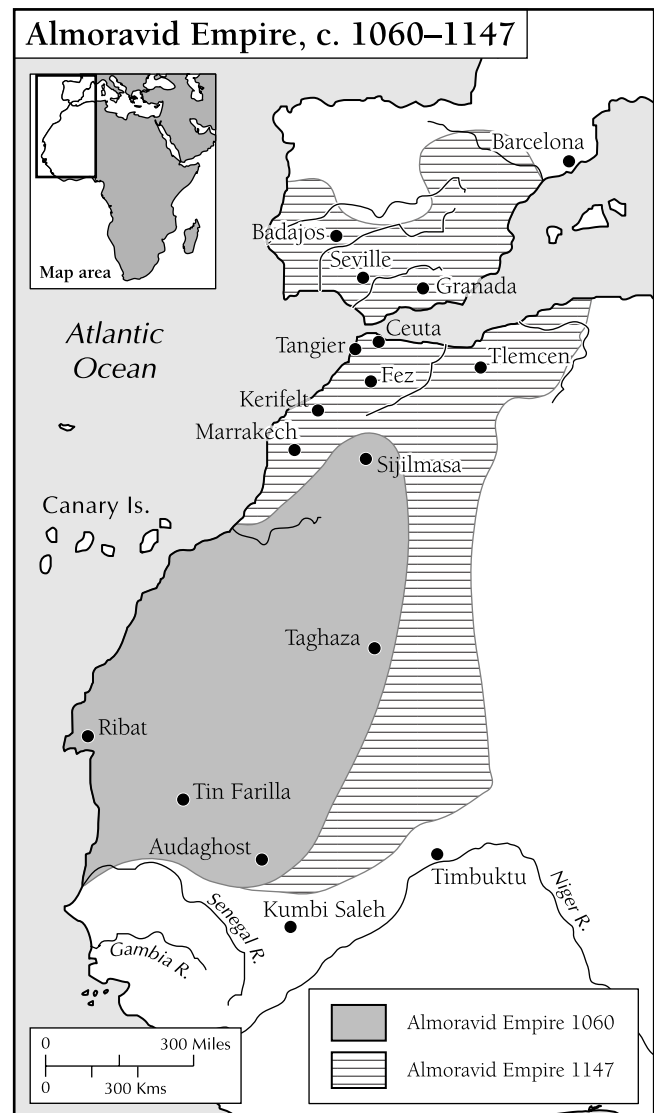 Almoravid Empire, c. 1060–1147
Map area
Barcelona
Badajos
Seville
Granada
Atlantic
Ocean
Ceuta
Tangier
Tlemcen
Fez
Kerifelt
Marrakech
Sijilmasa
Canary Is.
Taghaza
Ribat
Tin Farilla
Audaghost
Timbuktu
Niger R.
Senegal R.
Kumbi Saleh
Gambia R.
0 300 Miles
0 300 Kms
Almoravid Empire 1060
Almoravid Empire 1147